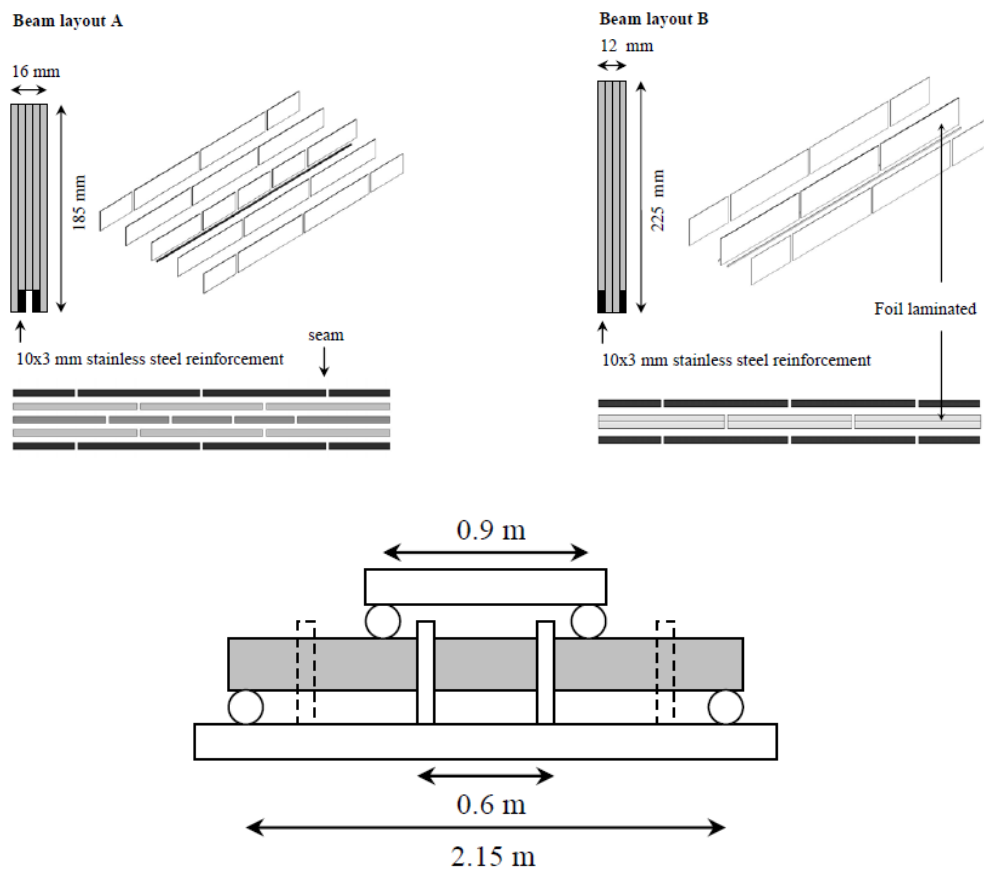 Beam layout A
16 mm
185 mm
10x3 mm stainless steel reinforcement
seam
Beam layout B
12 mm
225 mm
Foil laminated
10x3 mm stainless steel reinforcement
0.9 m
0.6 m
2.15 m